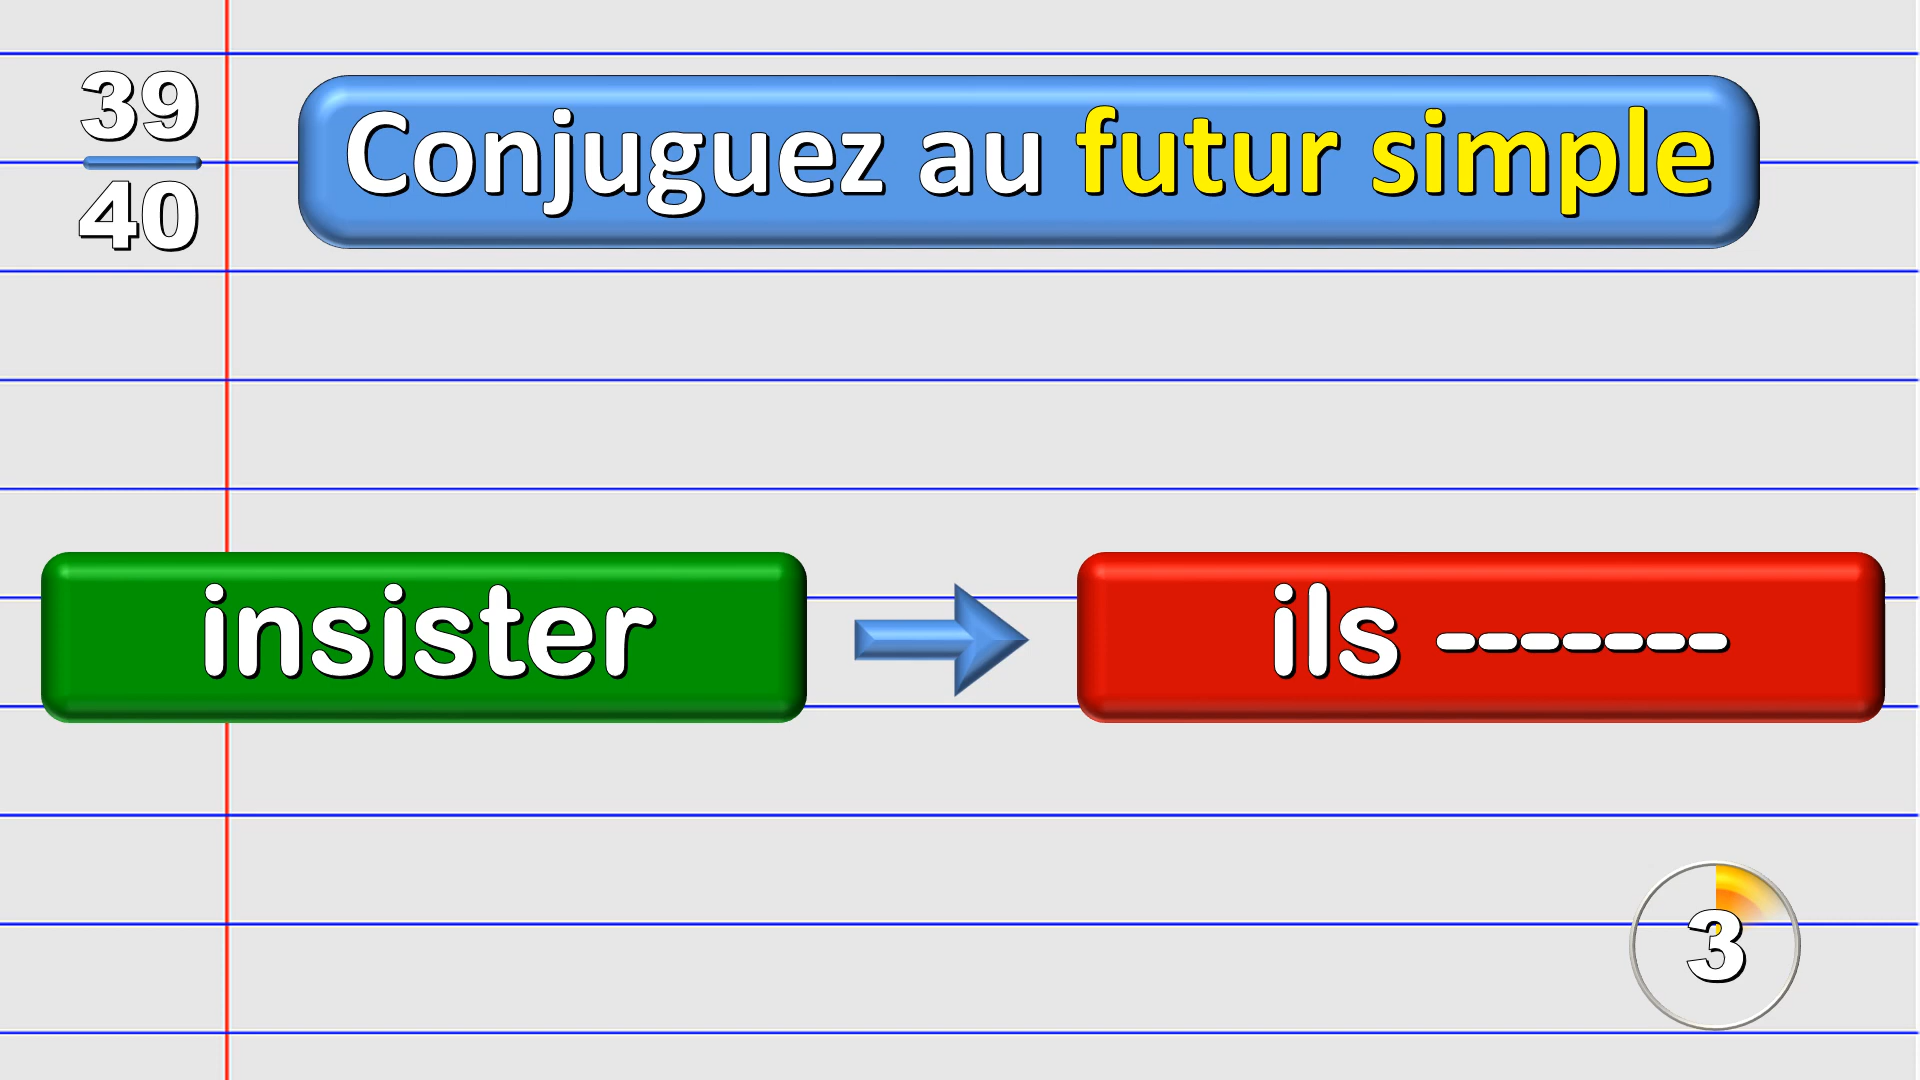 39
40
Conjuguez au futur simple
insister
ils -------
3